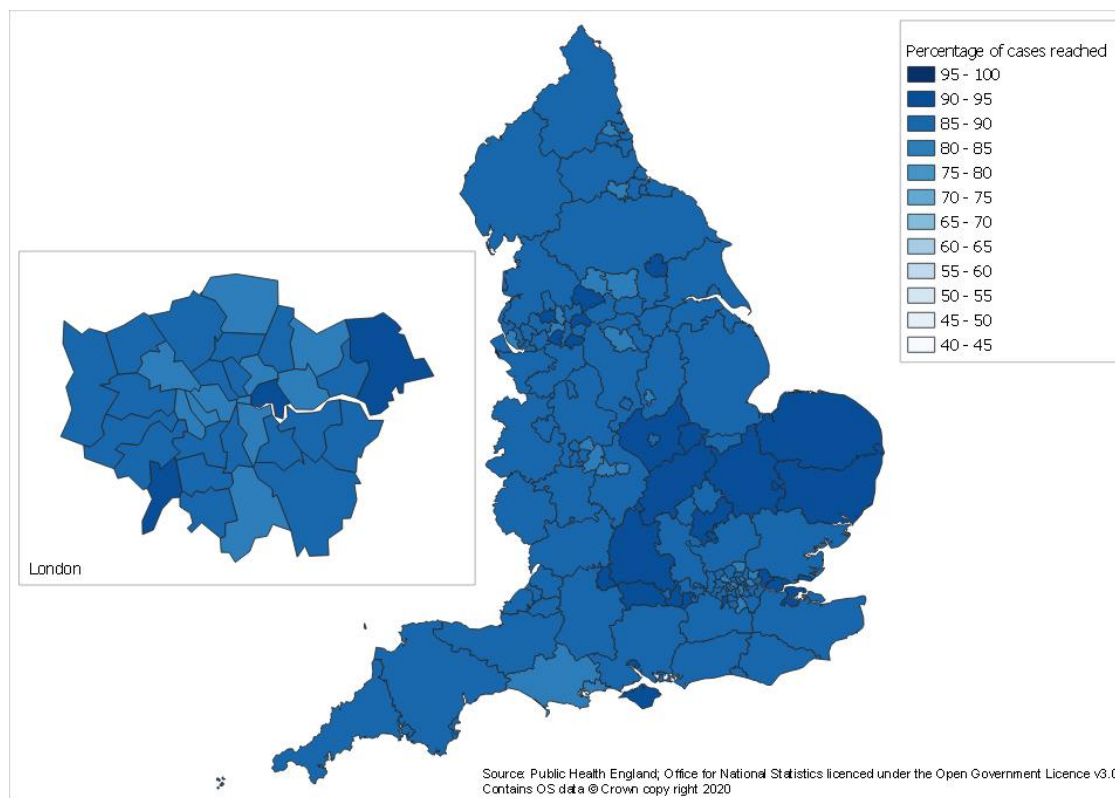 Percentage of cases reached
95 - 100
90 - 95
85 - 90
80 - 85
75 - 80
70 - 75
65 - 70
60 - 65
55 - 60
50 - 55
45 - 50
40 - 45
London
Source: Public Health England; Office for National Statistics licenced under the Open Government Licence v3.0
Contains OS data © Crown copy right 2020